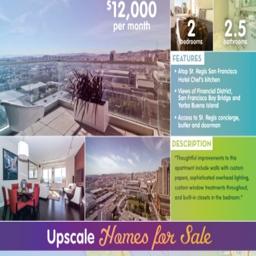 $12,000
per month
2
bedrooms
2.5
bathrooms
FEATURES
• Atop St. Regis San Francisco
Hotel Chef's kitchen
• Views of Financial District,
San Francisco Bay Bridge and
Yerba Buena Island
• Access to St. Regis concierge,
butler and doorman
DESCRIPTION
"Thoughtful improvements to this
apartment include walls with custom
papers, sophisticated overhead lighting,
custom window treatments throughout,
and built-in closets in the bedroom."
Upscale Homes for Sale